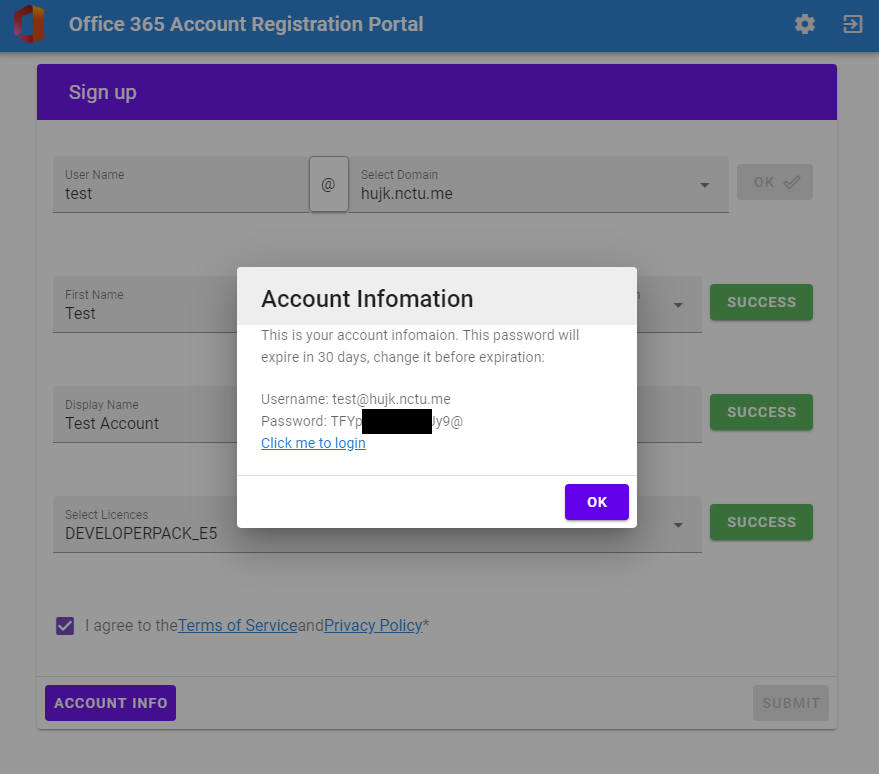 Office 365 Account Registration Portal
Sign up
User Name
test
@
Select Domain
hujk.nctu.me
OK
First Name
Test
SUCCESS
Display Name
Test Account
SUCCESS
Select Licences
DEVELOPERPACK_E5
SUCCESS
Account Infomation
This is your account infomaion. This password will
expire in 30 days, change it before expiration:
Username: test@hujk.nctu.me
Password: TFYp Jy9@
Click me to login
OK
I agree to theTerms of ServiceandPrivacy Policy*
ACCOUNT INFO
SUBMIT